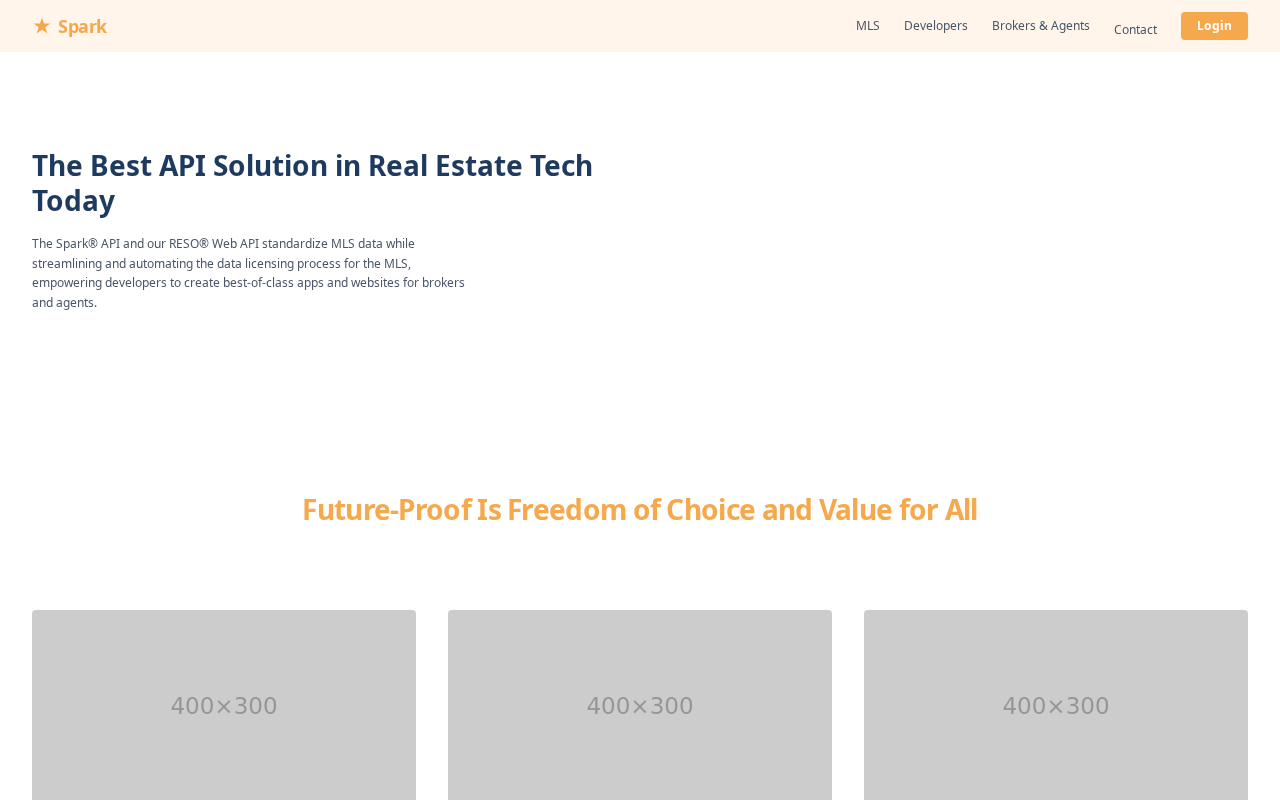 ★ Spark
MLS
Developers
Brokers & Agents
Contact
Login
The Best API Solution in Real Estate Tech
Today
The Spark® API and our RESO® Web API standardize MLS data while
streamlining and automating the data licensing process for the MLS,
empowering developers to create best-of-class apps and websites for brokers
and agents.
Future-Proof Is Freedom of Choice and Value for All
400×300
400×300
400×300